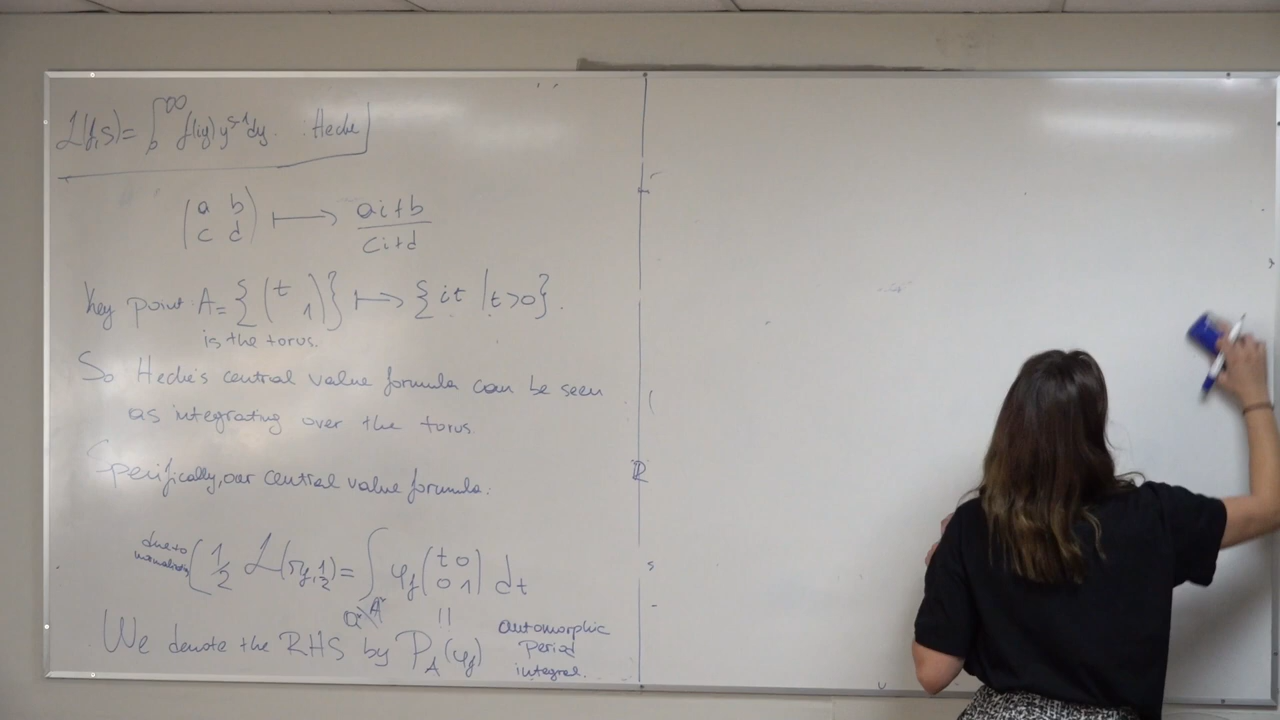 L(f,s) = ∫_0^∞ f(iy) y^{s-1} dy. : Hecke
(a b; c d) ⟼ (ai+b)/(ci+d)
Key point: A = { (t 1) } ⟼ { it | t>0 }.
is the torus.
So Hecke's central value formula can be seen
as integrating over the torus
Specifically, our central value formula:
due to ( 1/2 L(π_f, 1/2) = ∫ φ_f (t 0; 0 1) dt
We denote the RHS by P_A(φ_f) automorphic period integral.